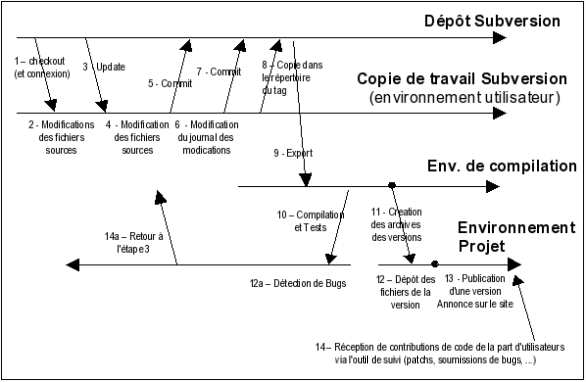 Dépôt Subversion
1 – checkout
(et connexion)
3 - Update
5 - Commit
7 - Commit
8 – Copie dans
le répertoire
du tag
Copie de travail Subversion
(environnement utilisateur)
2 - Modifications
des fichiers
sources
4 - Modification
des fichiers
sources
6 - Modification
du journal des
modications
9 - Export
Env. de compilation
10 – Compilation
et Tests
11 - Creation
des archives
des versions
Environnement
Projet
14a – Retour à
l'étape 3
12a – Détection de Bugs
12 – Dépôt des
fichiers de la
version
13 - Publication
d'une version
Annonce sur le site
14 – Réception de contributions de code de la part d'utilisateurs
via l'outil de suivi (patchs, soumissions de bugs, ...)